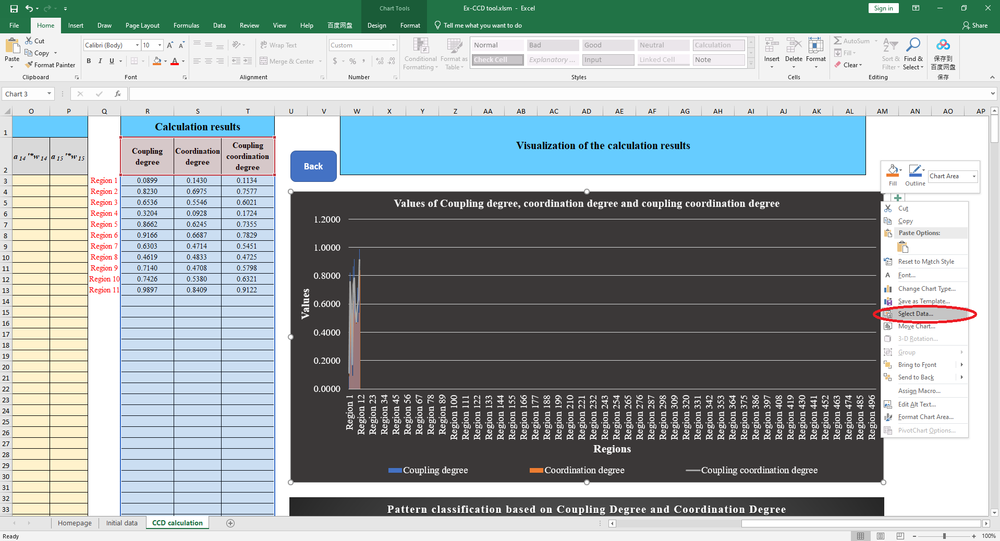 Chart Tools
Ex-CCD tool.xlsm - Excel
Sign in
File Home Insert Draw Page Layout Formulas Data Review View Help 百度网盘 Design Format Tell me what you want to do Share
Paste
Cut
Copy
Format Painter
Clipboard
Calibri (Body) 10
B I U
Font
Wrap Text
Merge & Center
Alignment
Custom
$ % ,
Number
Conditional Formatting
Format as Table
Normal Bad Good Neutral Calculation
Check Cell Explanatory ... Input Linked Cell Note
Styles
Insert Delete Format
Cells
AutoSum
Fill
Clear
Sort & Filter
Find & Select
Editing
保存到
百度网盘
保存
Chart 3
fx
O P Q R S T U V W X Y Z AA AB AC AD AE AF AG AH AI AJ AK AL AM AN AO AP
1 Calculation results
Visualization of the calculation results
2 a 14 '*w 14 a 15 '*w 15 Coupling degree Coordination degree Coupling coordination degree
Back
3 Region 1 0.0899 0.1430 0.1134
4 Region 2 0.8230 0.6975 0.7577
5 Region 3 0.6536 0.5546 0.6021
6 Region 4 0.3204 0.0928 0.1724
7 Region 5 0.8662 0.6245 0.7355
8 Region 6 0.9166 0.6687 0.7829
9 Region 7 0.6303 0.4714 0.5451
10 Region 8 0.4619 0.4833 0.4725
11 Region 9 0.7140 0.4708 0.5798
12 Region 10 0.7426 0.5380 0.6321
13 Region 11 0.9897 0.8409 0.9122
14
15
16
17
18
19
20
21
22
23
24
25
26
27
28
29
30
31
32
33
Values of Coupling degree, coordination degree and coupling coordination degree
1.2000
1.0000
0.8000
0.6000
0.4000
0.2000
0.0000
Values
Region 1 Region 12 Region 23 Region 34 Region 45 Region 56 Region 67 Region 78 Region 89 Region 100 Region 111 Region 122 Region 133 Region 144 Region 155 Region 166 Region 177 Region 188 Region 199 Region 210 Region 221 Region 232 Region 243 Region 254 Region 265 Region 276 Region 287 Region 298 Region 309 Region 320 Region 331 Region 342 Region 353 Region 364 Region 375 Region 386 Region 397 Region 408 Region 419 Region 430 Region 441 Region 452 Region 463 Region 474 Region 485 Region 496
Regions
Coupling degree Coordination degree Coupling coordination degree
Pattern classification based on Coupling Degree and Coordination Degree
Fill Outline Chart Area
Cut
Copy
Paste Options:
Reset to Match Style
Font...
Change Chart Type...
Save as Template...
Select Data...
Move Chart...
3-D Rotation...
Group
Bring to Front
Send to Back
Assign Macro...
Edit Alt Text...
Format Chart Area...
PivotChart Options...
Homepage Initial data CCD calculation
Ready
100%